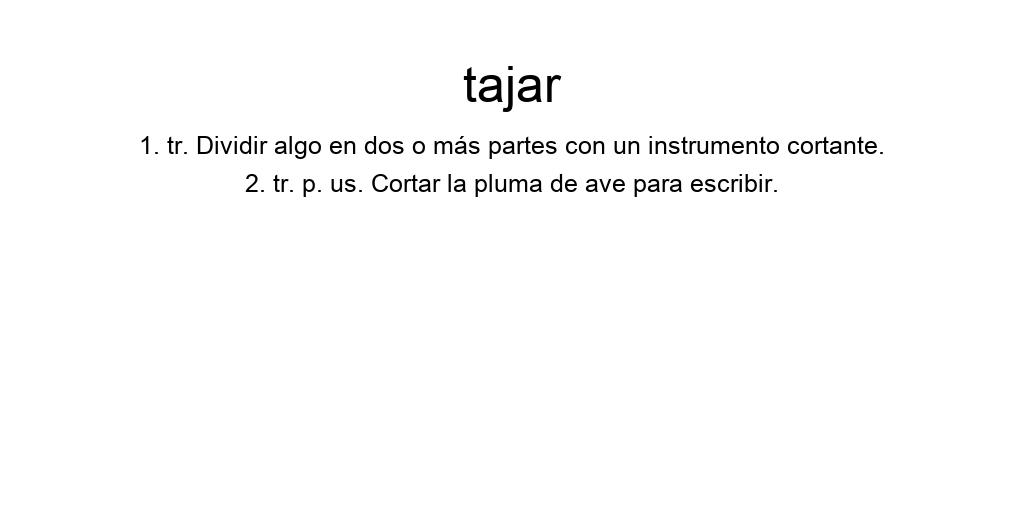 tajar
1. tr. Dividir algo en dos o más partes con un instrumento cortante.
2. tr. p. us. Cortar la pluma de ave para escribir.